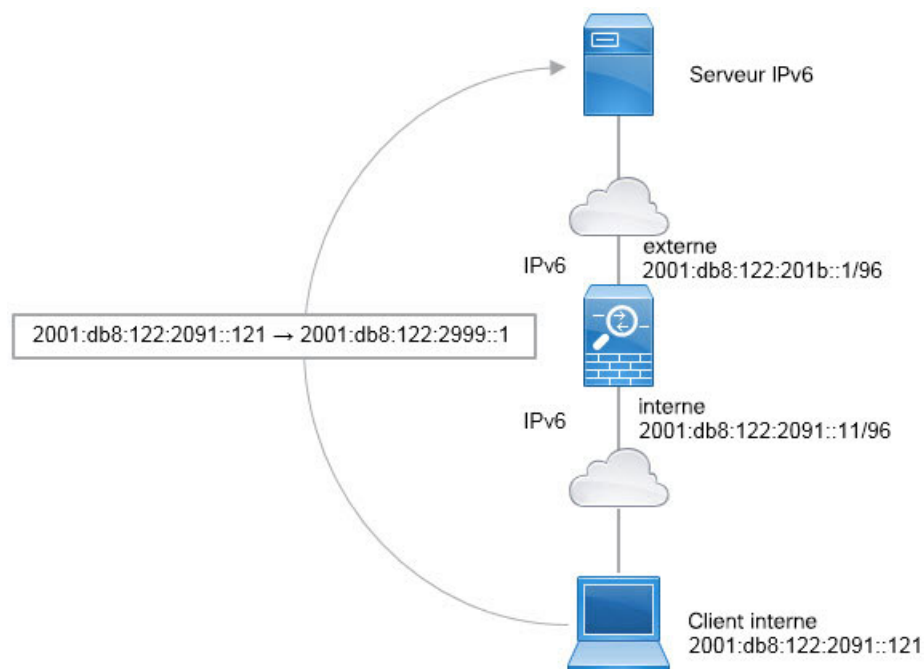 Serveur IPv6
externe
2001:db8:122:201b::1/96
IPv6
2001:db8:122:2091::121 → 2001:db8:122:2999::1
interne
2001:db8:122:2091::11/96
IPv6
Client interne
2001:db8:122:2091::121